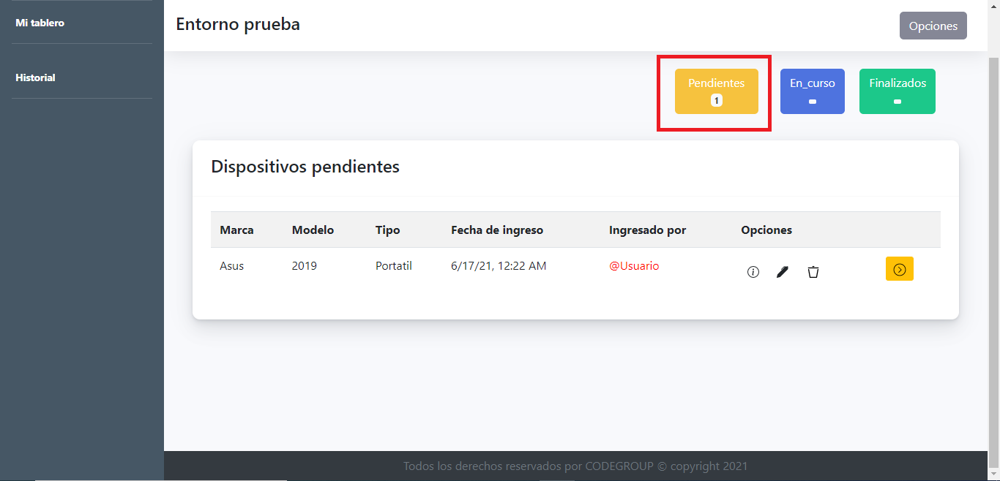 Mi tablero
Historial
Entorno prueba
Opciones
Pendientes
1
En_curso
Finalizados
Dispositivos pendientes
Marca Modelo Tipo Fecha de ingreso Ingresado por Opciones
Asus 2019 Portatil 6/17/21, 12:22 AM @Usuario
Todos los derechos reservados por CODEGROUP © copyright 2021